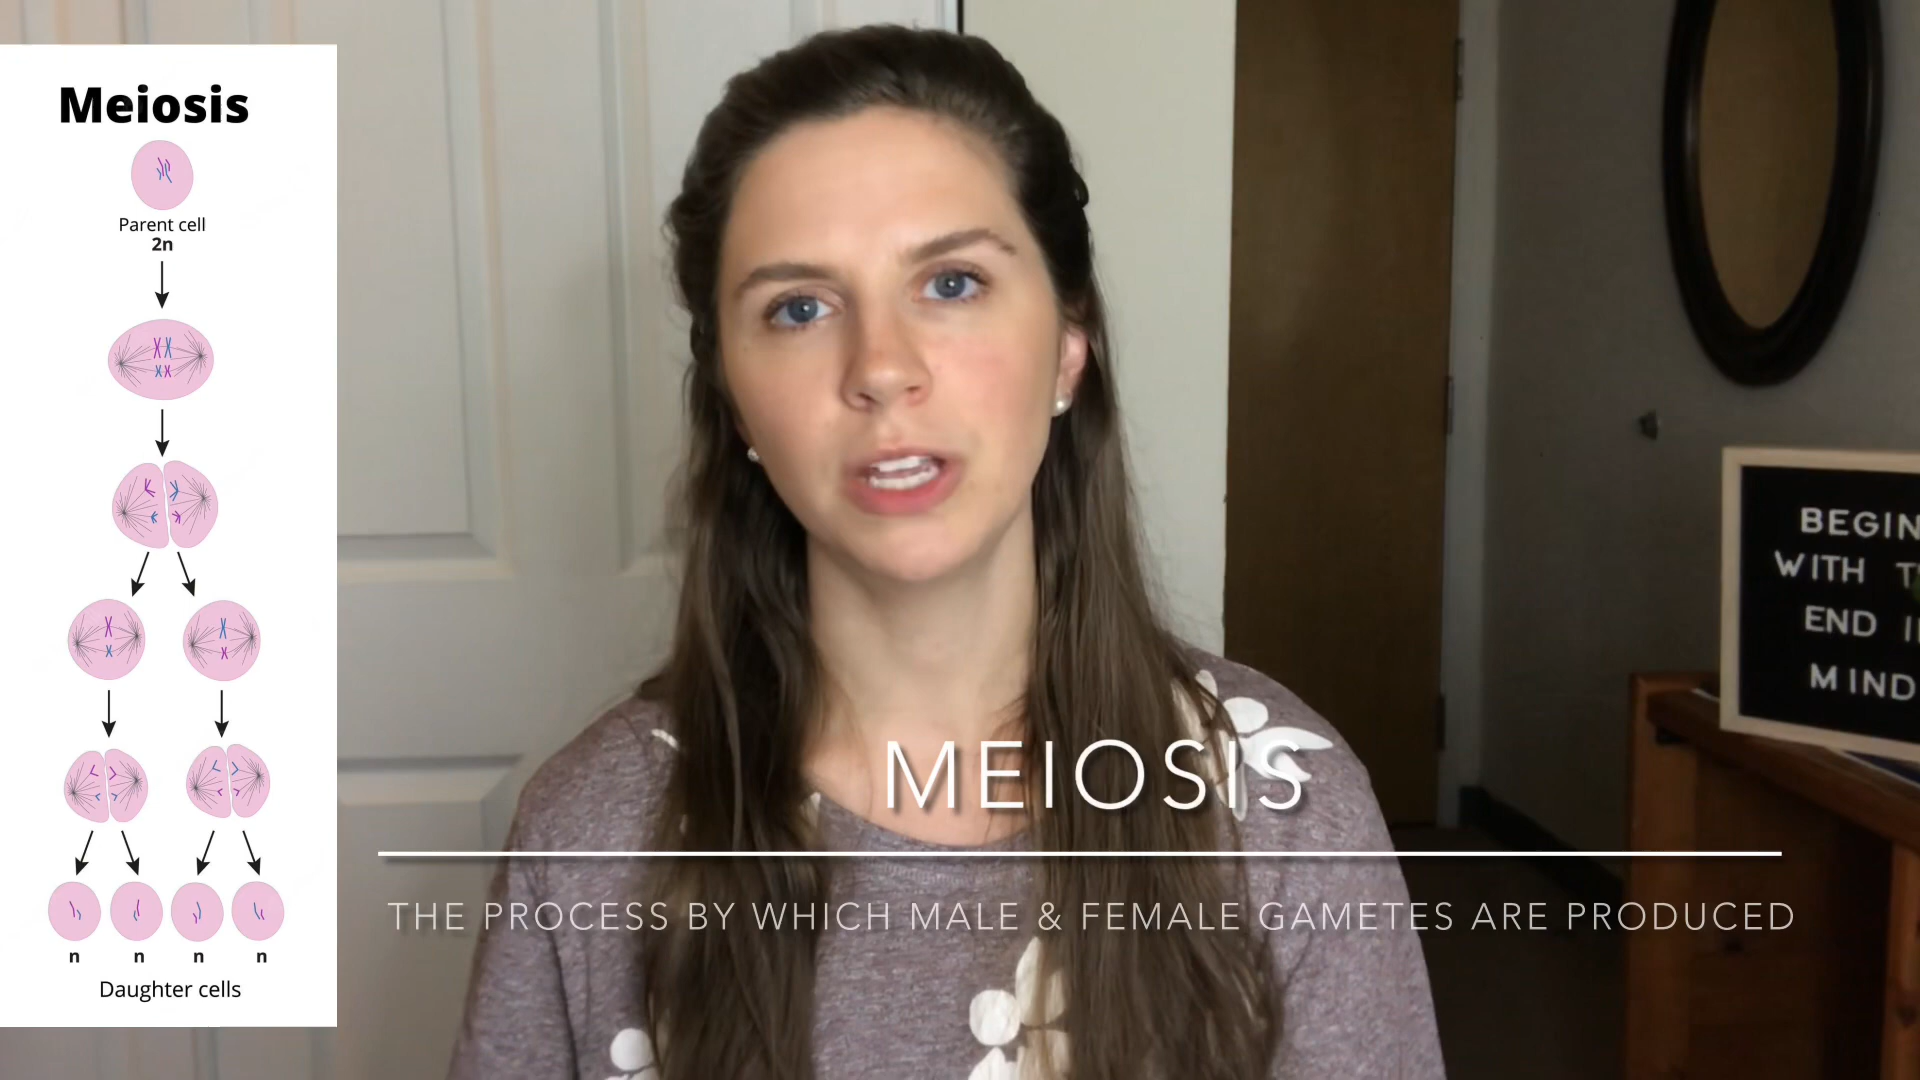 Meiosis
Parent cell
2n
n n n n
Daughter cells
MEIOSIS
THE PROCESS BY WHICH MALE & FEMALE GAMETES ARE PRODUCED
BEGIN
WITH
END
MIND